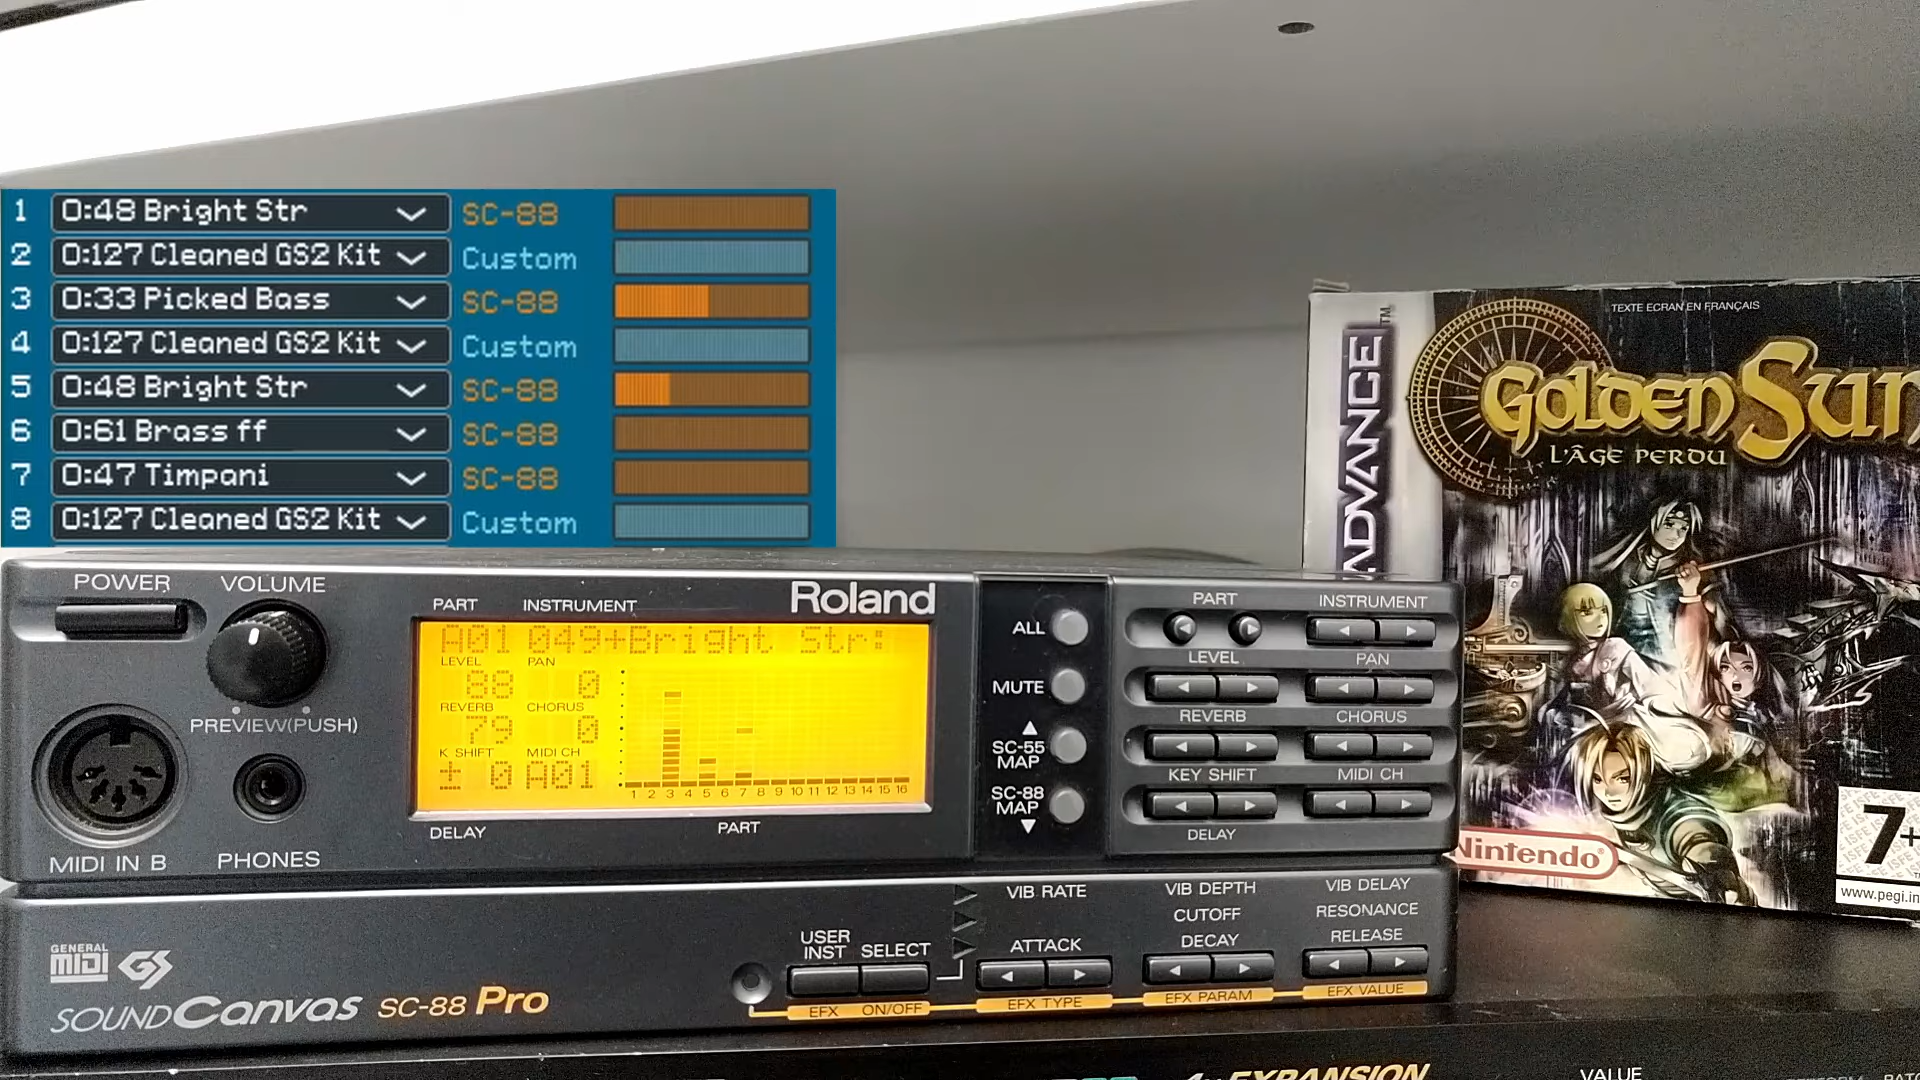 1 0:48 Bright Str SC-88
2 0:127 Cleaned GS2 Kit Custom
3 0:33 Picked Bass SC-88
4 0:127 Cleaned GS2 Kit Custom
5 0:48 Bright Str SC-88
6 0:61 Brass ff SC-88
7 0:47 Timpani SC-88
8 0:127 Cleaned GS2 Kit Custom
TEXTE ECRAN EN FRANÇAIS
ADVANCE™
GOLDEN SUN
L'ÂGE PERDU
Nintendo®
7+
www.pegi.in
POWER
VOLUME
PREVIEW(PUSH)
MIDI IN B
PHONES
Roland
PART INSTRUMENT
A01 049+Bright Str:
LEVEL PAN
88 0
REVERB CHORUS
79 0
K SHIFT MIDI CH
± 0 A01
1 2 3 4 5 6 7 8 9 10 11 12 13 14 15 16
DELAY
PART
ALL
MUTE
SC-55
MAP
SC-88
MAP
PART INSTRUMENT
LEVEL PAN
REVERB CHORUS
KEY SHIFT MIDI CH
DELAY
VIB RATE VIB DEPTH VIB DELAY
CUTOFF RESONANCE
ATTACK DECAY RELEASE
USER
INST SELECT
EFX ON/OFF EFX TYPE EFX PARAM EFX VALUE
GENERAL
MIDI GS
SOUND Canvas SC-88 Pro
EXPANSION
VALUE